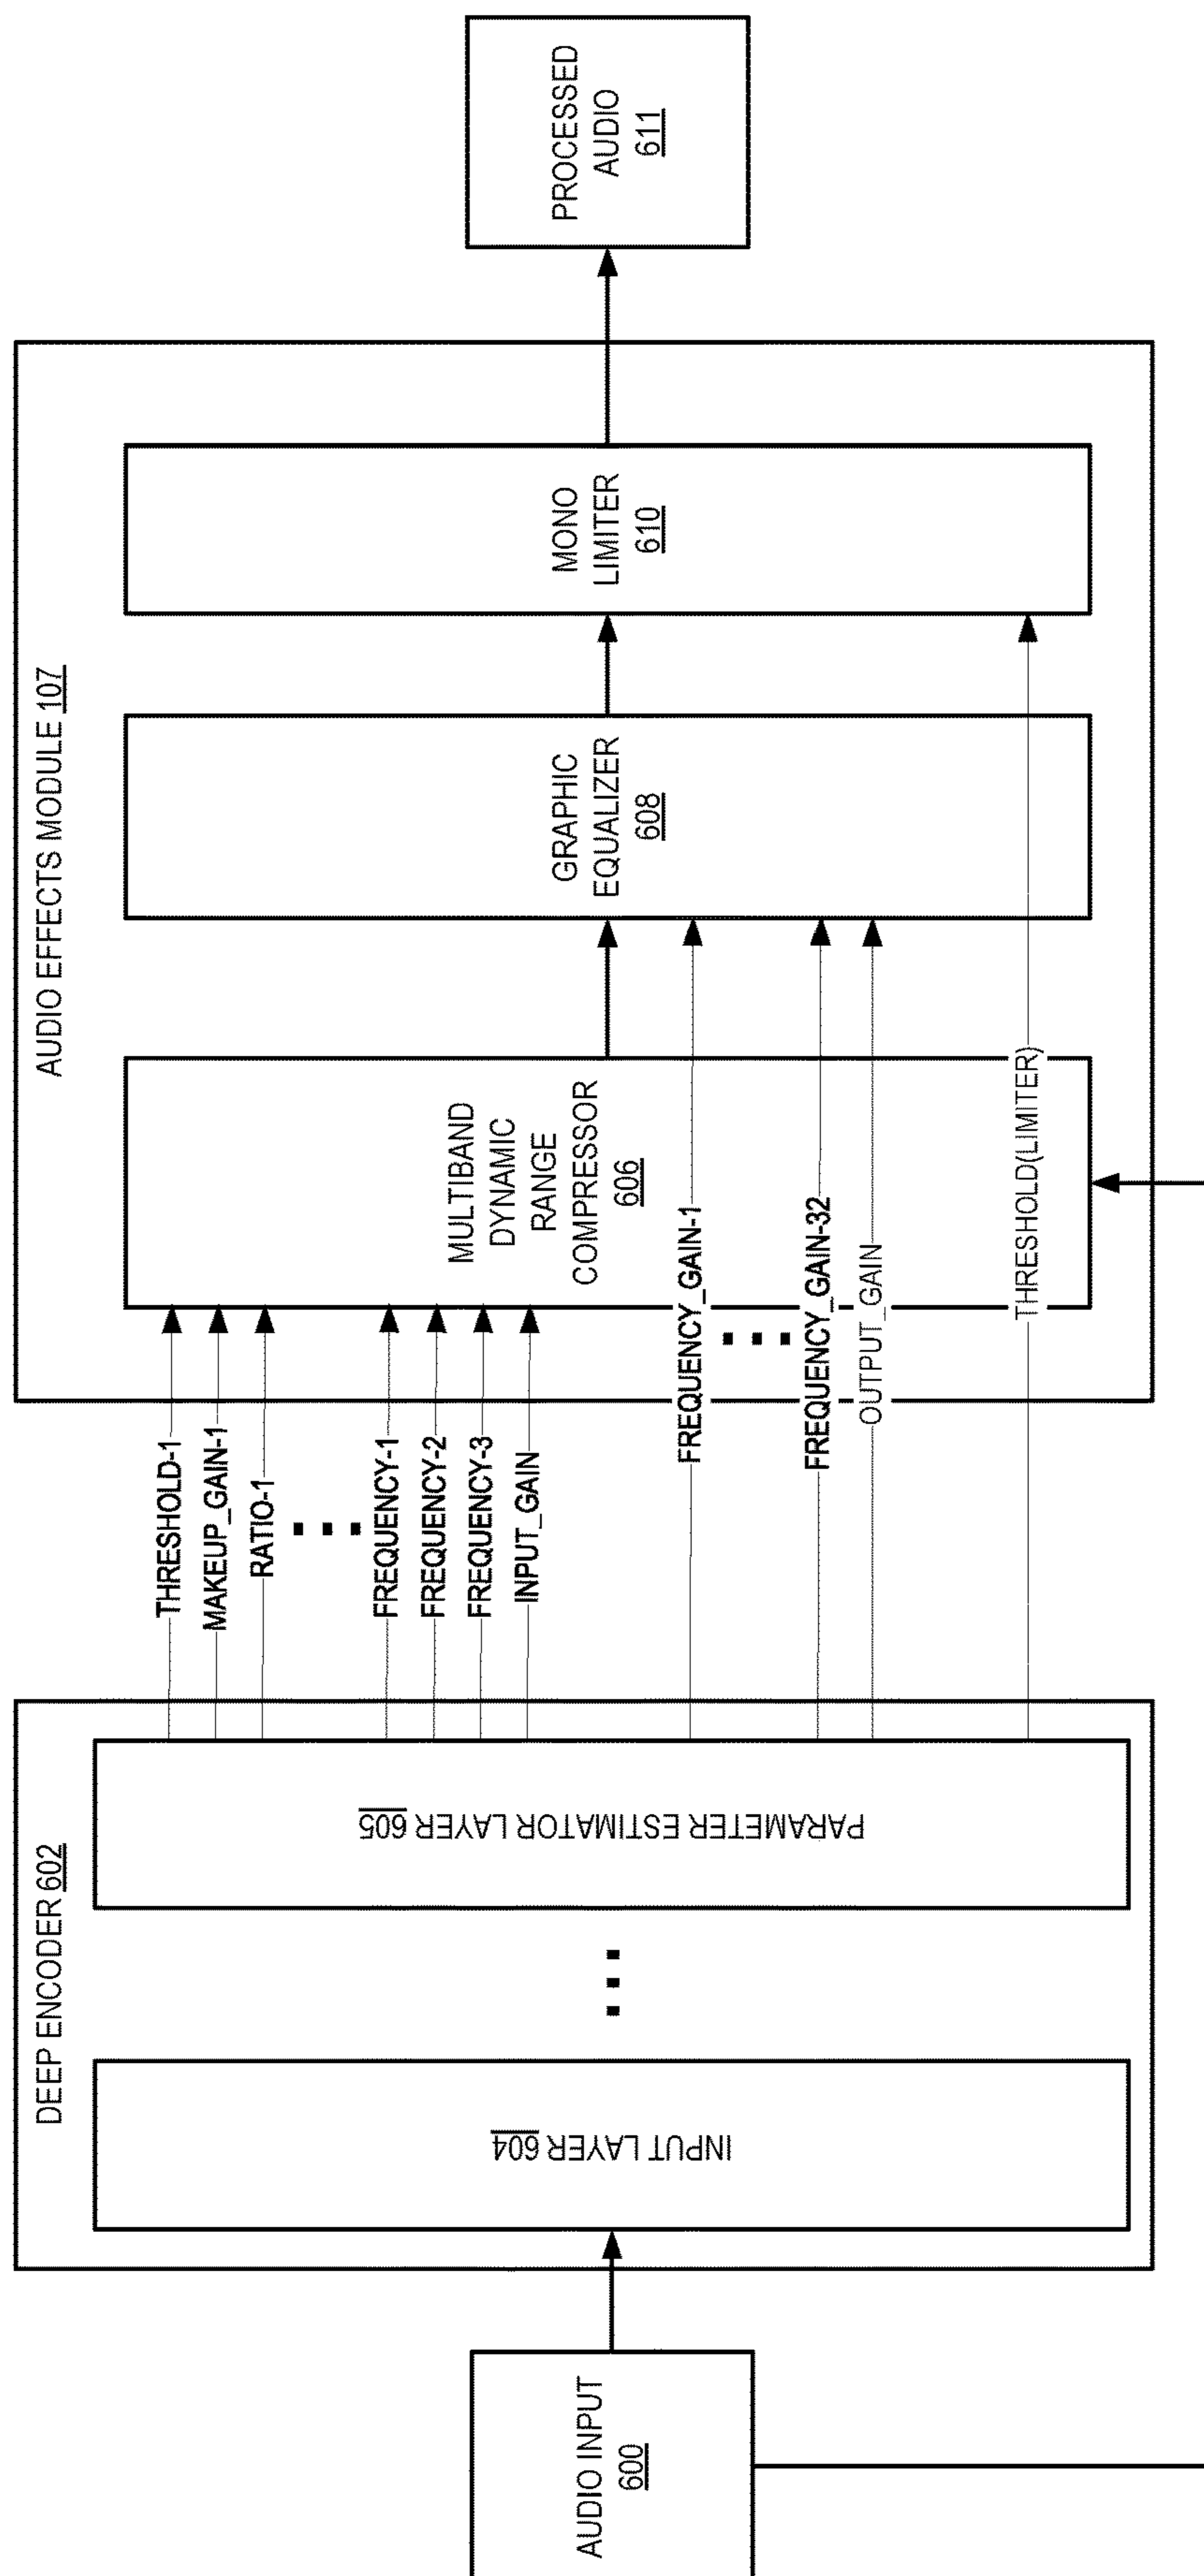 AUDIO INPUT
600
DEEP ENCODER 602
INPUT LAYER 604
PARAMETER ESTIMATOR LAYER 605
THRESHOLD-1
MAKEUP_GAIN-1
RATIO-1
FREQUENCY-1
FREQUENCY-2
FREQUENCY-3
INPUT_GAIN
FREQUENCY_GAIN-1
FREQUENCY_GAIN-32
OUTPUT_GAIN
THRESHOLD(LIMITER)
AUDIO EFFECTS MODULE 107
MULTIBAND
DYNAMIC
RANGE
COMPRESSOR
606
GRAPHIC
EQUALIZER
608
MONO
LIMITER
610
PROCESSED
AUDIO
611